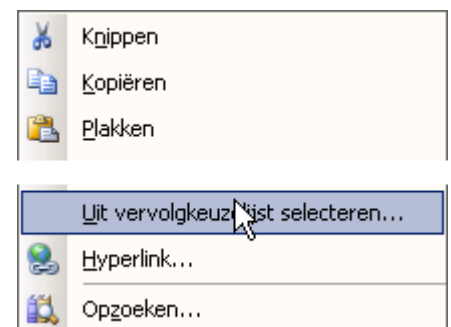 Knippen
Kopiëren
Plakken
Uit vervolgkeuzelijst selecteren...
Hyperlink...
Opzoeken...